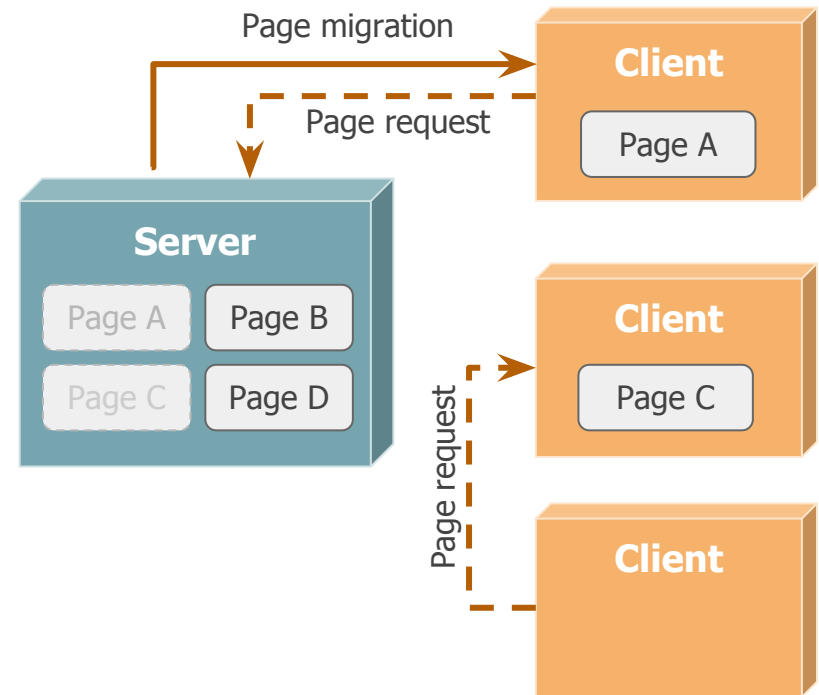 Page migration
Client
Page request
Page A
Server
Page A
Page B
Page C
Page D
Client
Page C
Page request
Client